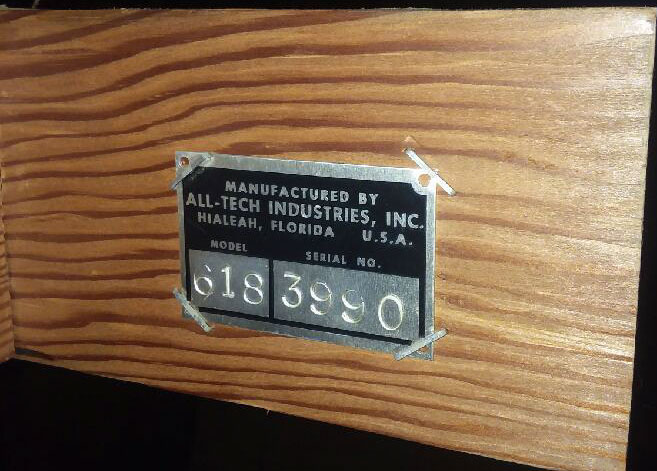 MANUFACTURED BY
ALL-TECH INDUSTRIES, INC.
HIALEAH, FLORIDA U.S.A.
MODEL SERIAL NO.
618 3990